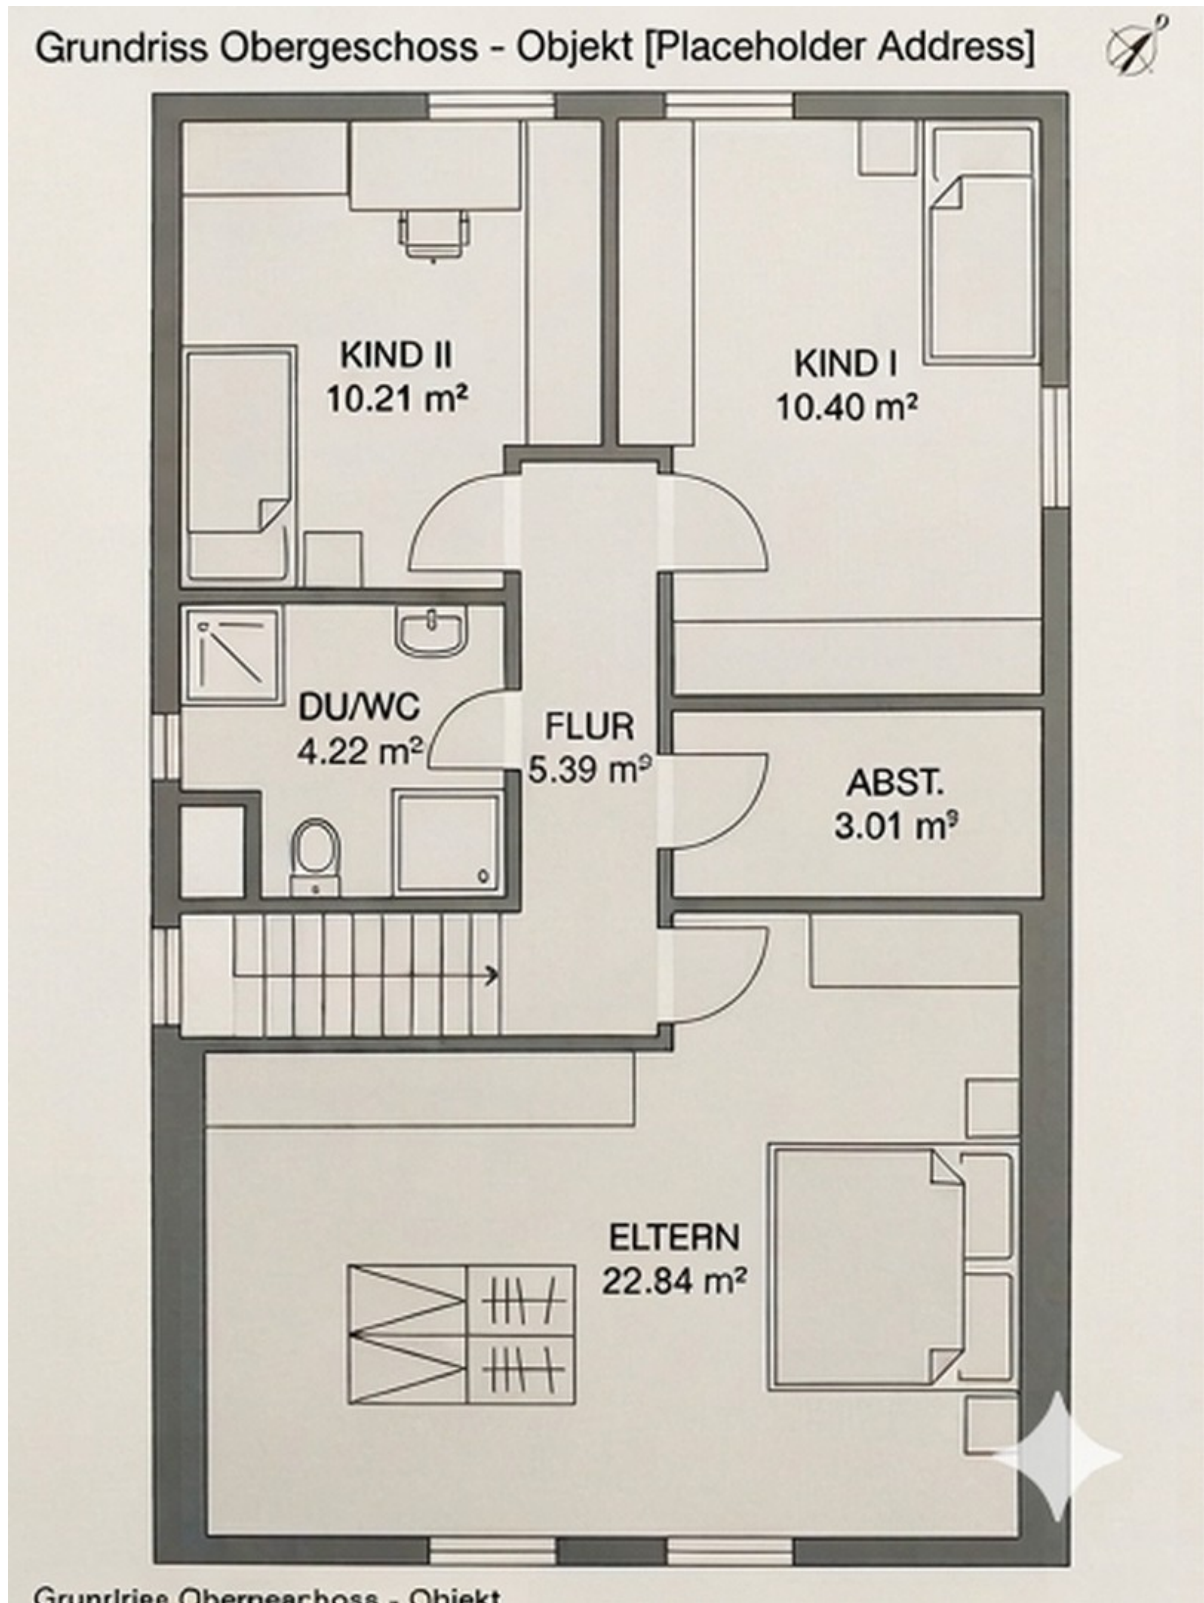 Grundriss Obergeschoss - Objekt [Placeholder Address]
KIND II
10.21 m²
KIND I
10.40 m²
DU/WC
4.22 m²
FLUR
5.39 m⁹
ABST.
3.01 m⁹
ELTERN
22.84 m²
- Objekt